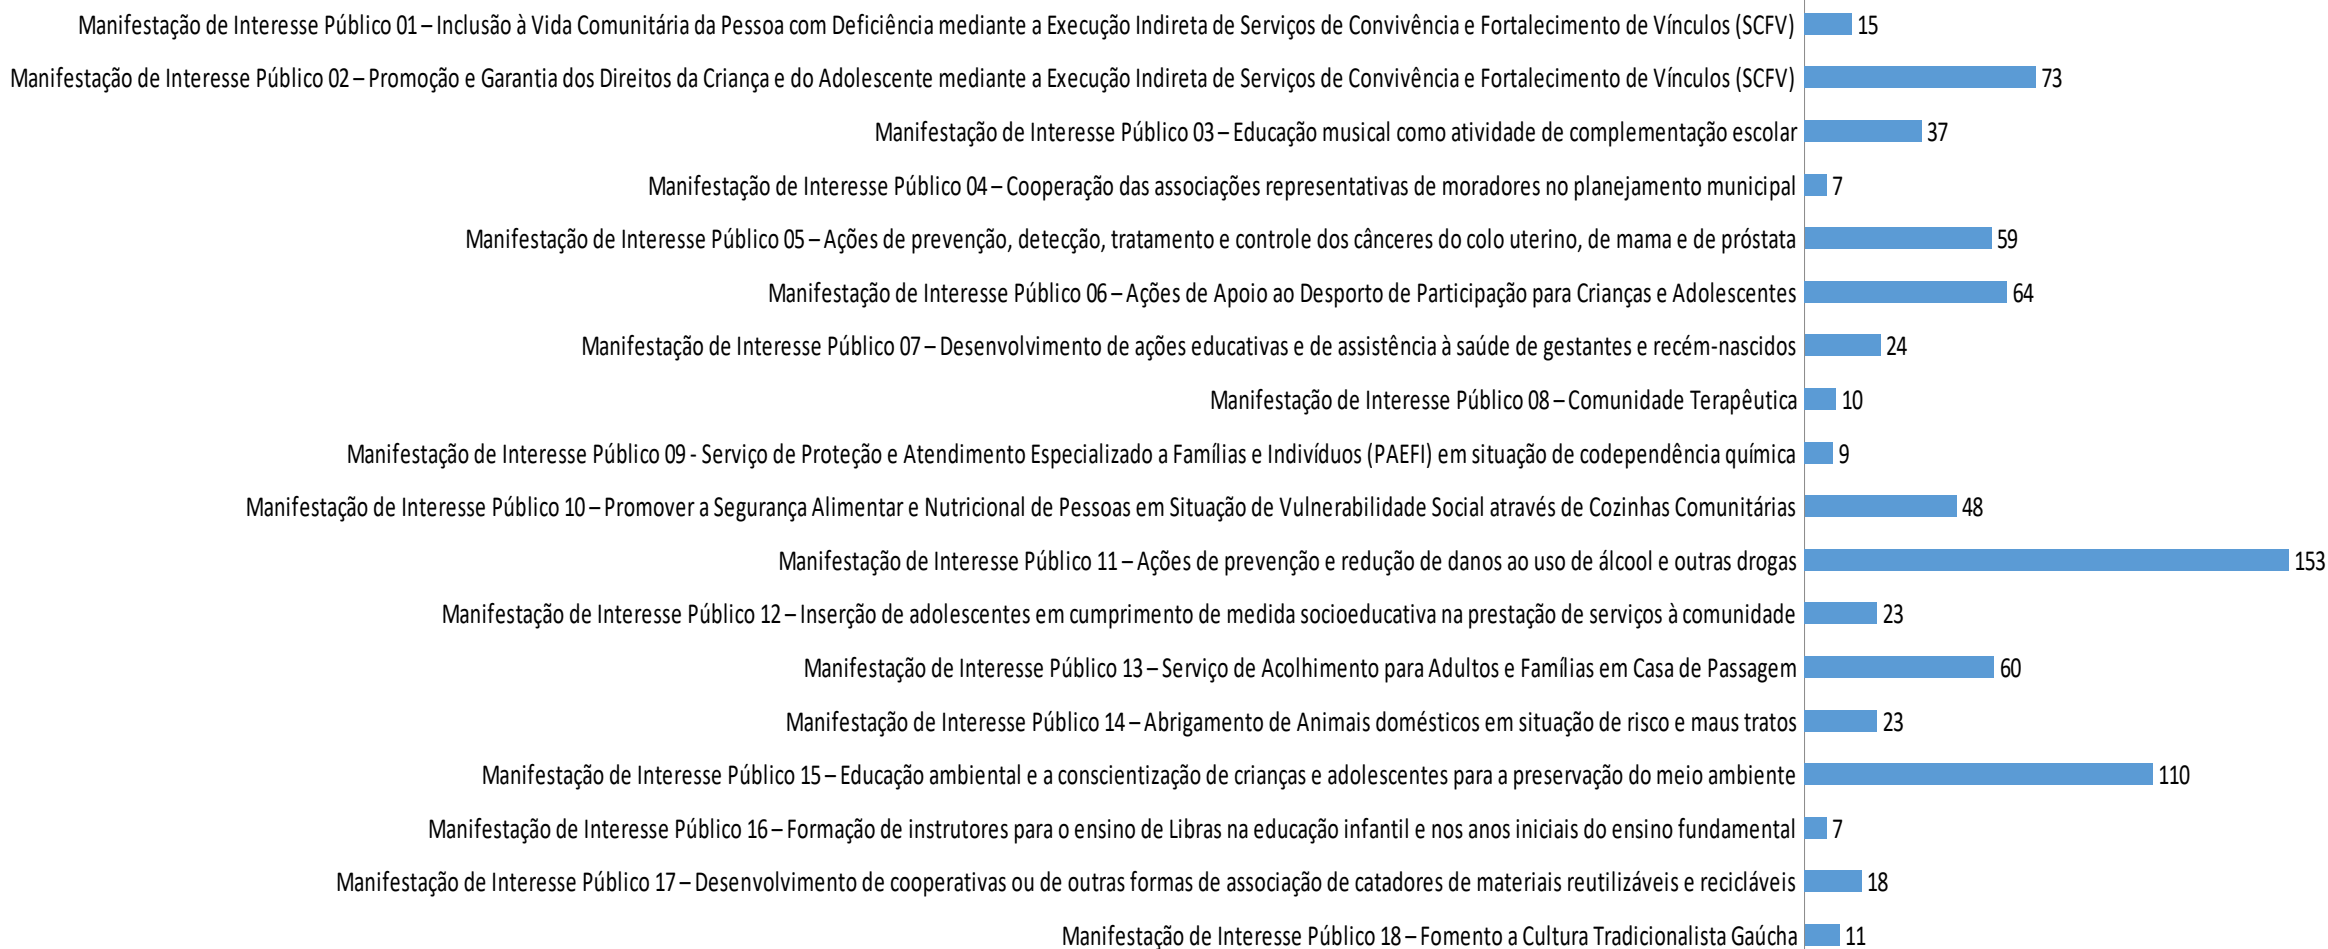 Manifestação de Interesse Público 01 – Inclusão à Vida Comunitária da Pessoa com Deficiência mediante a Execução Indireta de Serviços de Convivência e Fortalecimento de Vínculos (SCFV) 15
Manifestação de Interesse Público 02 – Promoção e Garantia dos Direitos da Criança e do Adolescente mediante a Execução Indireta de Serviços de Convivência e Fortalecimento de Vínculos (SCFV) 73
Manifestação de Interesse Público 03 – Educação musical como atividade de complementação escolar 37
Manifestação de Interesse Público 04 – Cooperação das associações representativas de moradores no planejamento municipal 7
Manifestação de Interesse Público 05 – Ações de prevenção, detecção, tratamento e controle dos cânceres do colo uterino, de mama e de próstata 59
Manifestação de Interesse Público 06 – Ações de Apoio ao Desporto de Participação para Crianças e Adolescentes 64
Manifestação de Interesse Público 07 – Desenvolvimento de ações educativas e de assistência à saúde de gestantes e recém-nascidos 24
Manifestação de Interesse Público 08 – Comunidade Terapêutica 10
Manifestação de Interesse Público 09 - Serviço de Proteção e Atendimento Especializado a Famílias e Indivíduos (PAEFI) em situação de codependência química 9
Manifestação de Interesse Público 10 – Promover a Segurança Alimentar e Nutricional de Pessoas em Situação de Vulnerabilidade Social através de Cozinhas Comunitárias 48
Manifestação de Interesse Público 11 – Ações de prevenção e redução de danos ao uso de álcool e outras drogas 153
Manifestação de Interesse Público 12 – Inserção de adolescentes em cumprimento de medida socioeducativa na prestação de serviços à comunidade 23
Manifestação de Interesse Público 13 – Serviço de Acolhimento para Adultos e Famílias em Casa de Passagem 60
Manifestação de Interesse Público 14 – Abrigamento de Animais domésticos em situação de risco e maus tratos 23
Manifestação de Interesse Público 15 – Educação ambiental e a conscientização de crianças e adolescentes para a preservação do meio ambiente 110
Manifestação de Interesse Público 16 – Formação de instrutores para o ensino de Libras na educação infantil e nos anos iniciais do ensino fundamental 7
Manifestação de Interesse Público 17 – Desenvolvimento de cooperativas ou de outras formas de associação de catadores de materiais reutilizáveis e recicláveis 18
Manifestação de Interesse Público 18 – Fomento a Cultura Tradicionalista Gaúcha 11